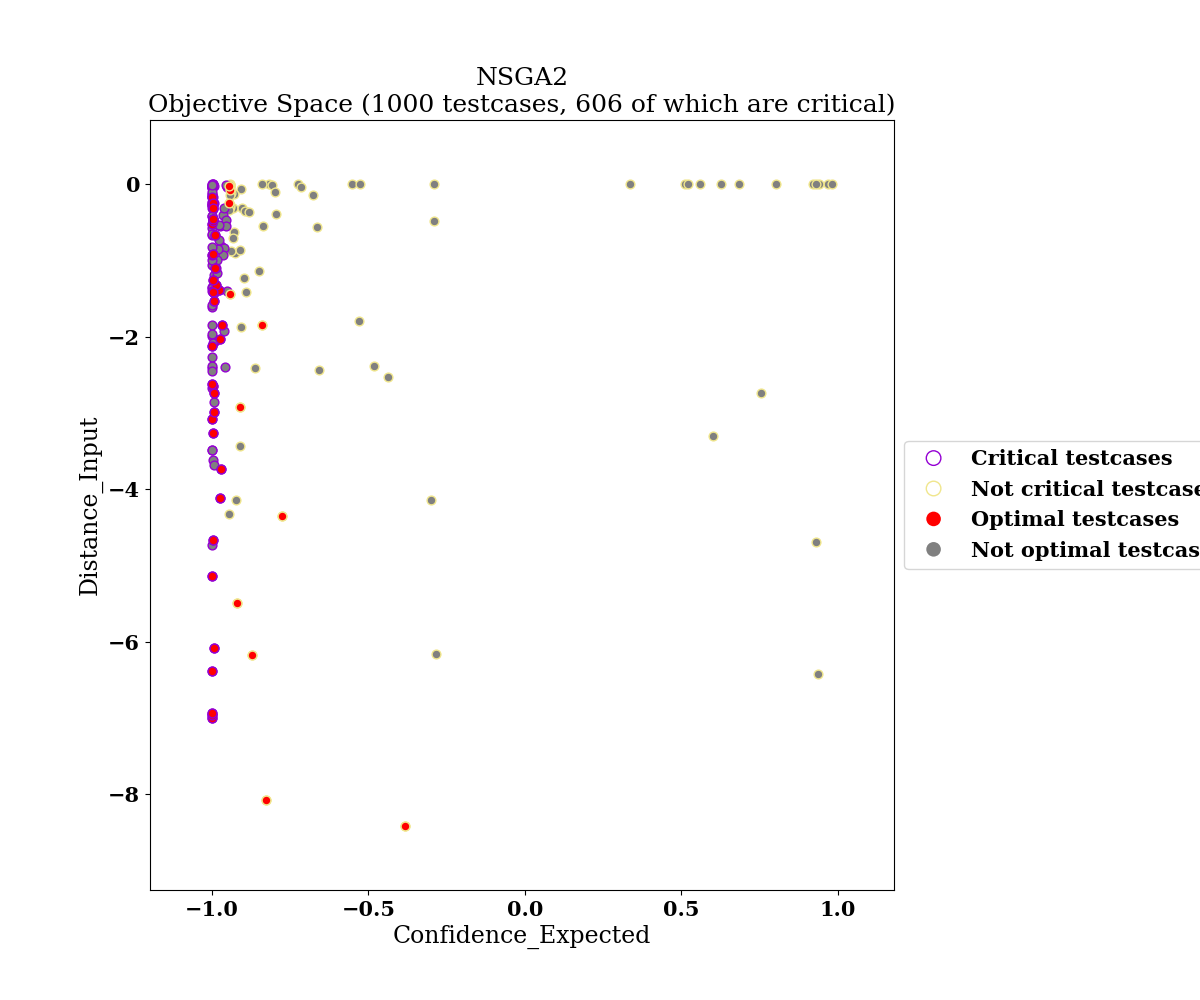 NSGA2
Objective Space (1000 testcases, 606 of which are critical)
0
−2
−4
−6
−8
Distance_Input
−1.0
−0.5
0.0
0.5
1.0
Confidence_Expected
Critical testcases
Not critical testcase
Optimal testcases
Not optimal testcas